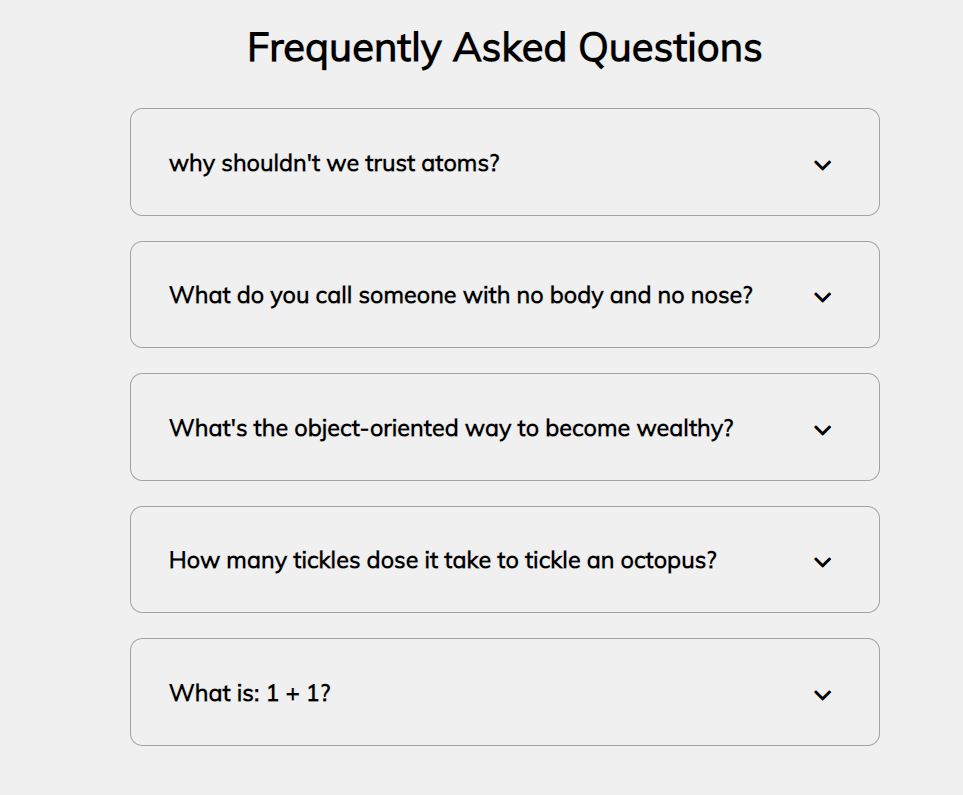 Frequently Asked Questions
why shouldn't we trust atoms?
What do you call someone with no body and no nose?
What's the object-oriented way to become wealthy?
How many tickles dose it take to tickle an octopus?
What is: 1 + 1?